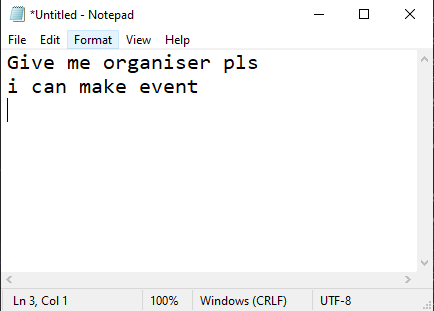 *Untitled - Notepad
File Edit Format View Help
Give me organiser pls
i can make event
Ln 3, Col 1 100% Windows (CRLF) UTF-8